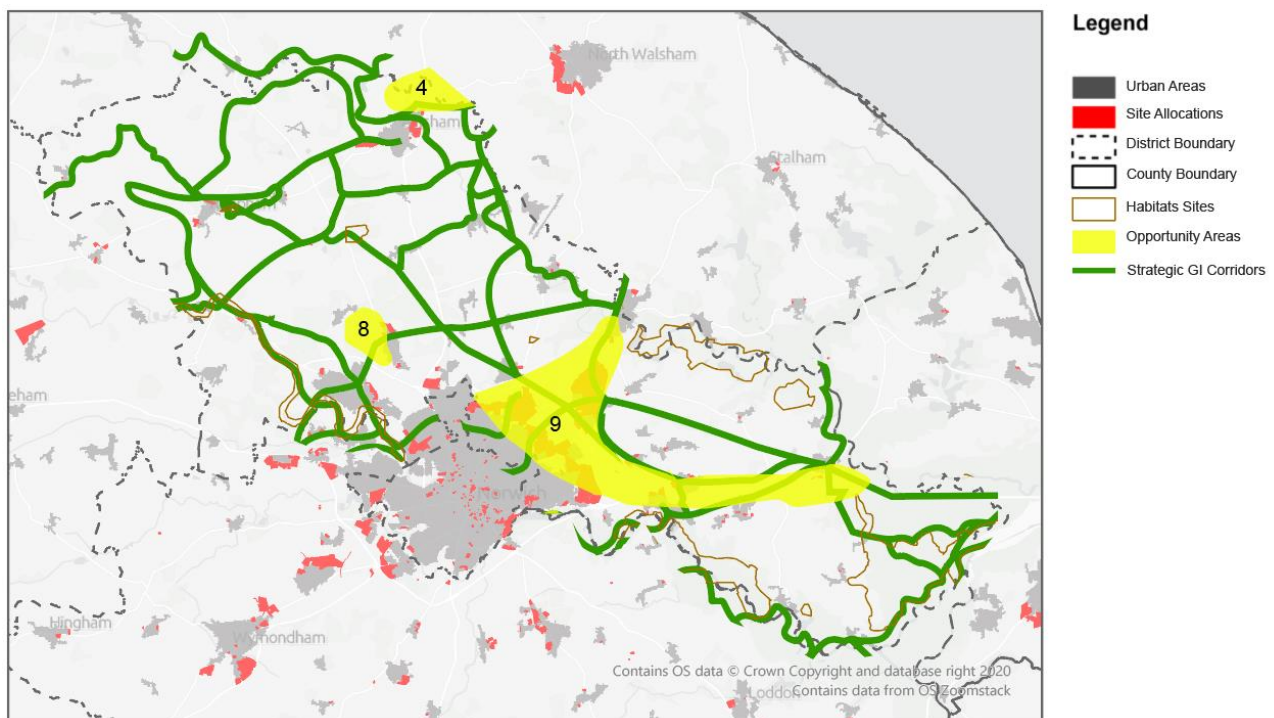 Legend
Urban Areas
Site Allocations
District Boundary
County Boundary
Habitats Sites
Opportunity Areas
Strategic GI Corridors
North Walsham
4
Stalham
8
9
Norwich
Hingham
Wymondham
Loddon
Contains OS data © Crown Copyright and database right 2020
Contains data from OS Zoomstack